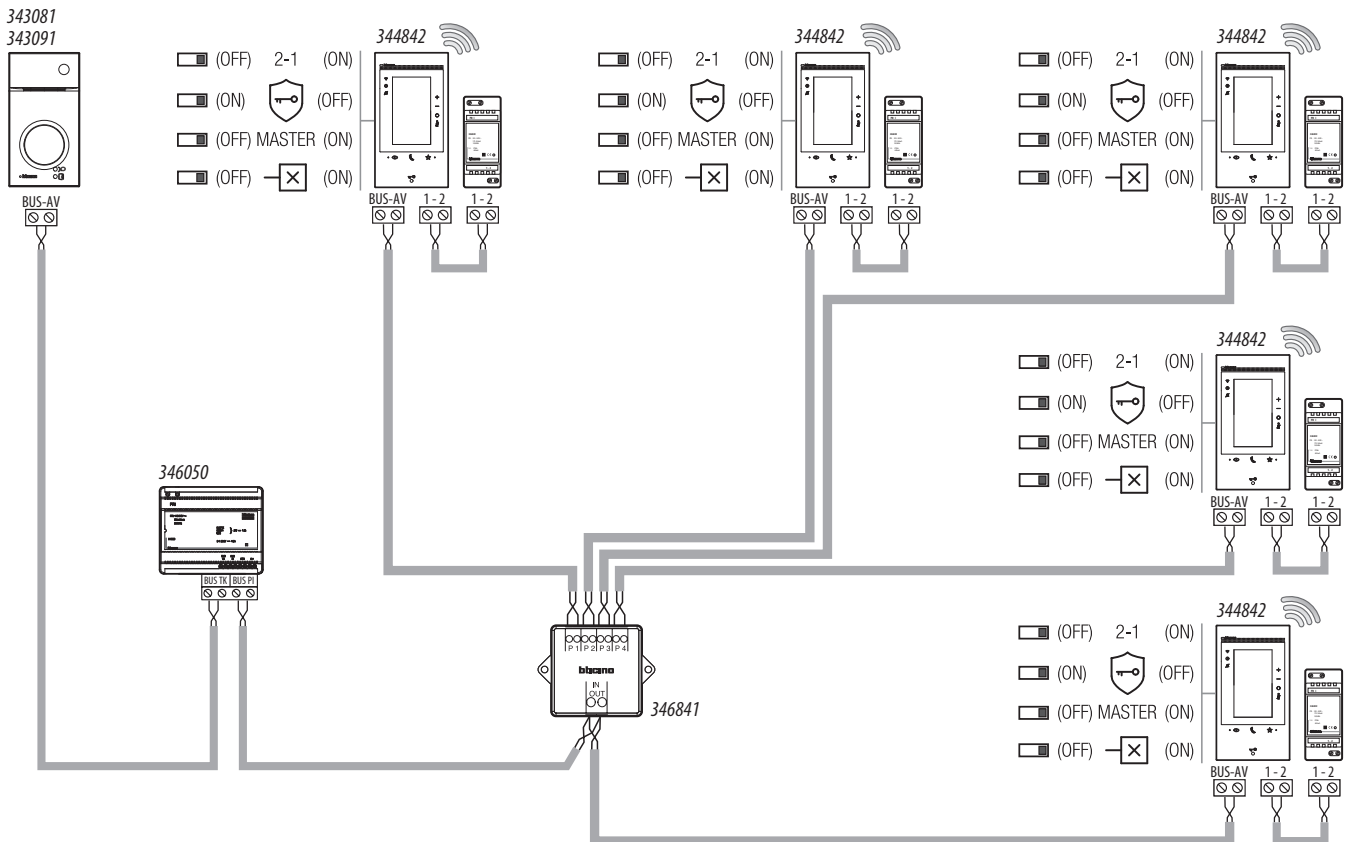 343081
343091
BUS-AV
344842
(OFF) 2-1 (ON)
(ON) (OFF)
(OFF) MASTER (ON)
(OFF) (ON)
BUS-AV 1 - 2 1 - 2
344842
(OFF) 2-1 (ON)
(ON) (OFF)
(OFF) MASTER (ON)
(OFF) (ON)
BUS-AV 1 - 2 1 - 2
344842
(OFF) 2-1 (ON)
(ON) (OFF)
(OFF) MASTER (ON)
(OFF) (ON)
BUS-AV 1 - 2 1 - 2
344842
(OFF) 2-1 (ON)
(ON) (OFF)
(OFF) MASTER (ON)
(OFF) (ON)
BUS-AV 1 - 2 1 - 2
346050
BUS TK BUS PI
P1 P2 P3 P4
bticino
IN
OUT
346841
344842
(OFF) 2-1 (ON)
(ON) (OFF)
(OFF) MASTER (ON)
(OFF) (ON)
BUS-AV 1 - 2 1 - 2